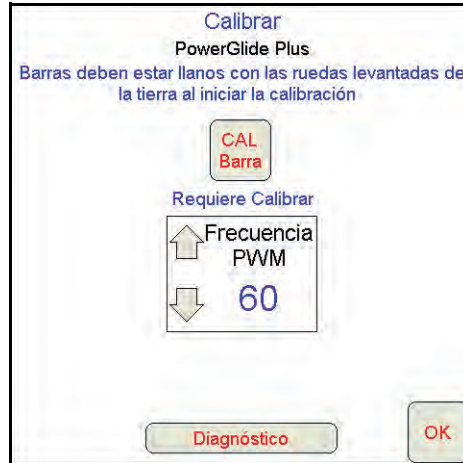 Calibrar
PowerGlide Plus
Barras deben estar llanos con las ruedas levantadas de
la tierra al iniciar la calibración
CAL
Barra
Requiere Calibrar
Frecuencia
PWM
60
Diagnóstico
OK